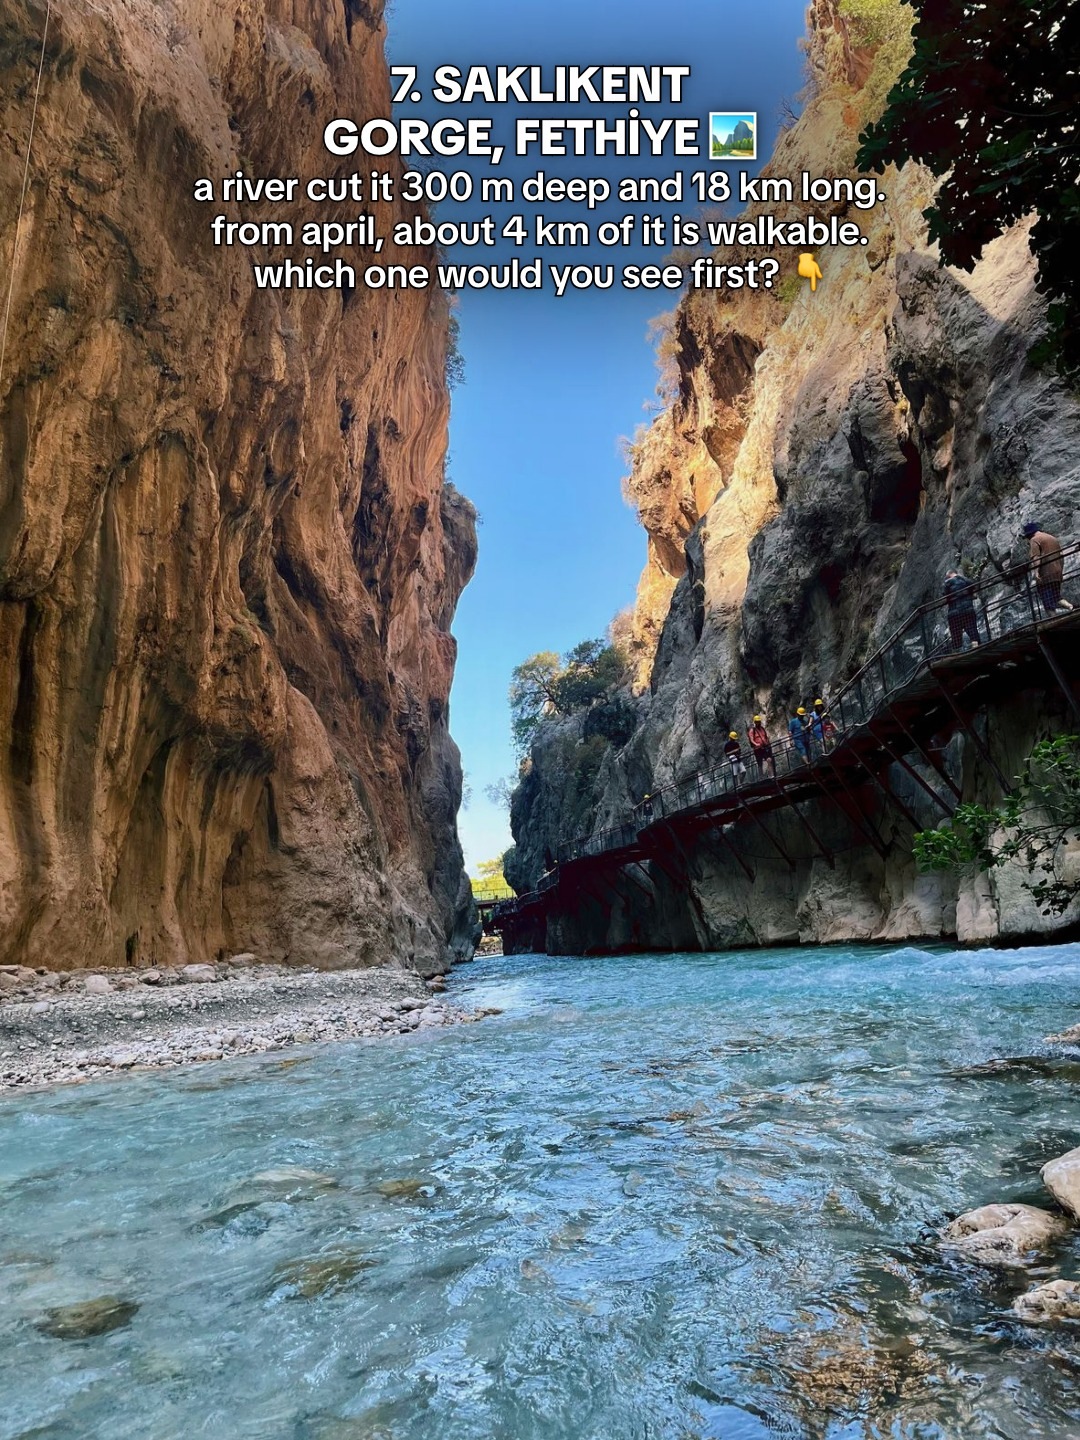 7. SAKLIKENT
GORGE, FETHİYE 🏞️
a river cut it 300 m deep and 18 km long.
from april, about 4 km of it is walkable.
which one would you see first? 👇